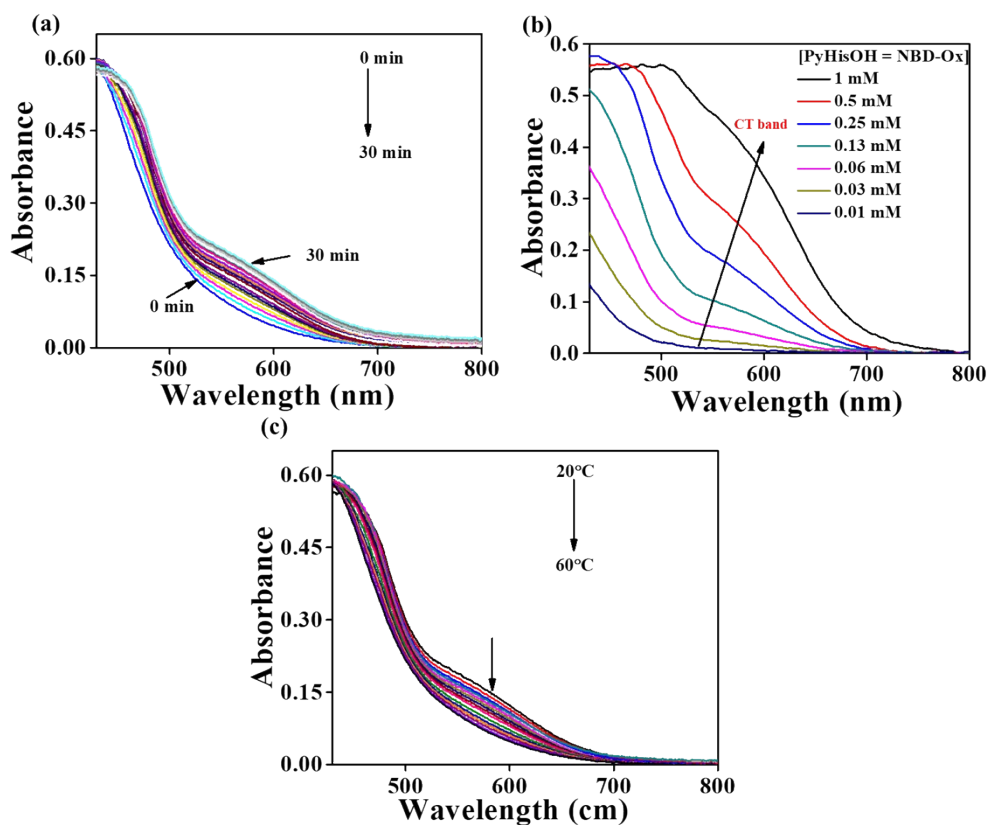 (a)
0.60
0.45
0.30
0.15
0.00
Absorbance
0 min
30 min
30 min
0 min
500
600
700
800
Wavelength (nm)
(b)
0.6
0.5
0.4
0.3
0.2
0.1
0.0
Absorbance
[PyHisOH = NBD-Ox]
1 mM
0.5 mM
0.25 mM
0.13 mM
0.06 mM
0.03 mM
0.01 mM
CT band
500
600
700
800
Wavelength (nm)
(c)
0.60
0.45
0.30
0.15
0.00
Absorbance
20°C
60°C
500
600
700
800
Wavelength (cm)